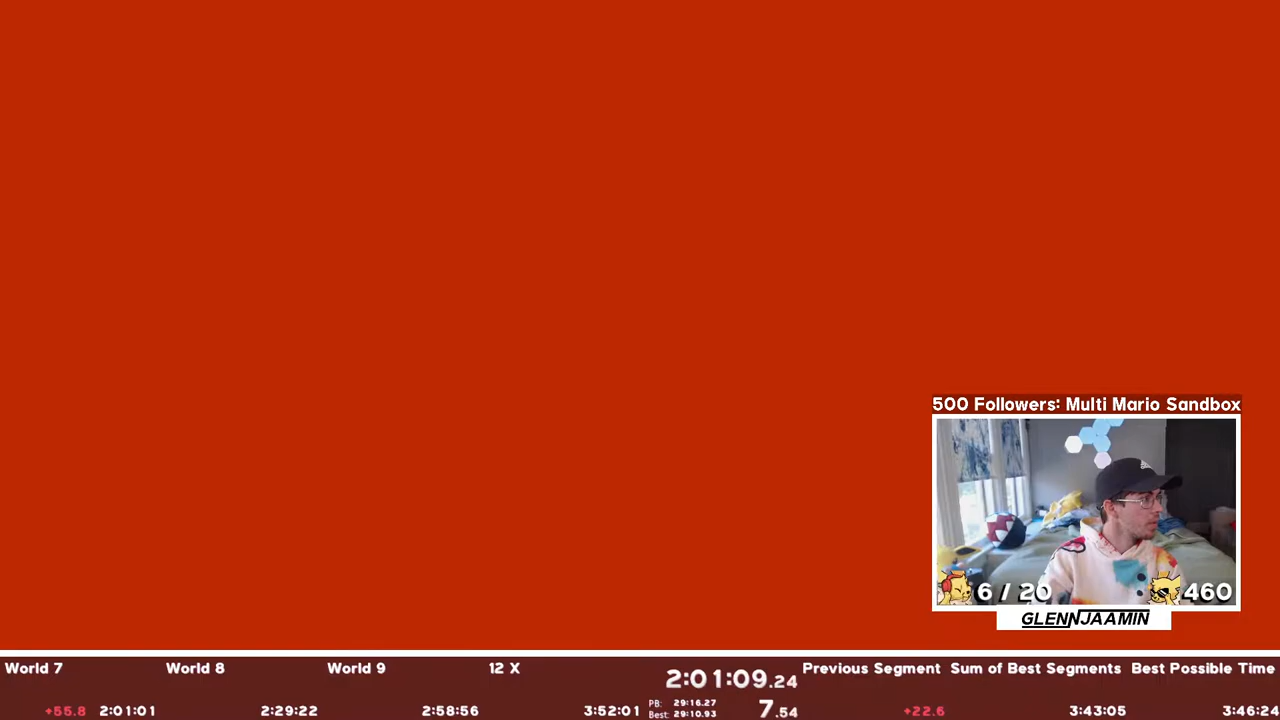 500 Followers: Multi Mario Sandbox
6 / 20
460
GLENNJAAMIN
World 7 World 8 World 9 12 X 2:01:09.24 Previous Segment Sum of Best Segments Best Possible Time
+55.8 2:01:01 2:29:22 2:58:56 3:52:01 PB: 29:16.27 7.54 +22.6 3:43:05 3:46:24
Best: 29:10.93